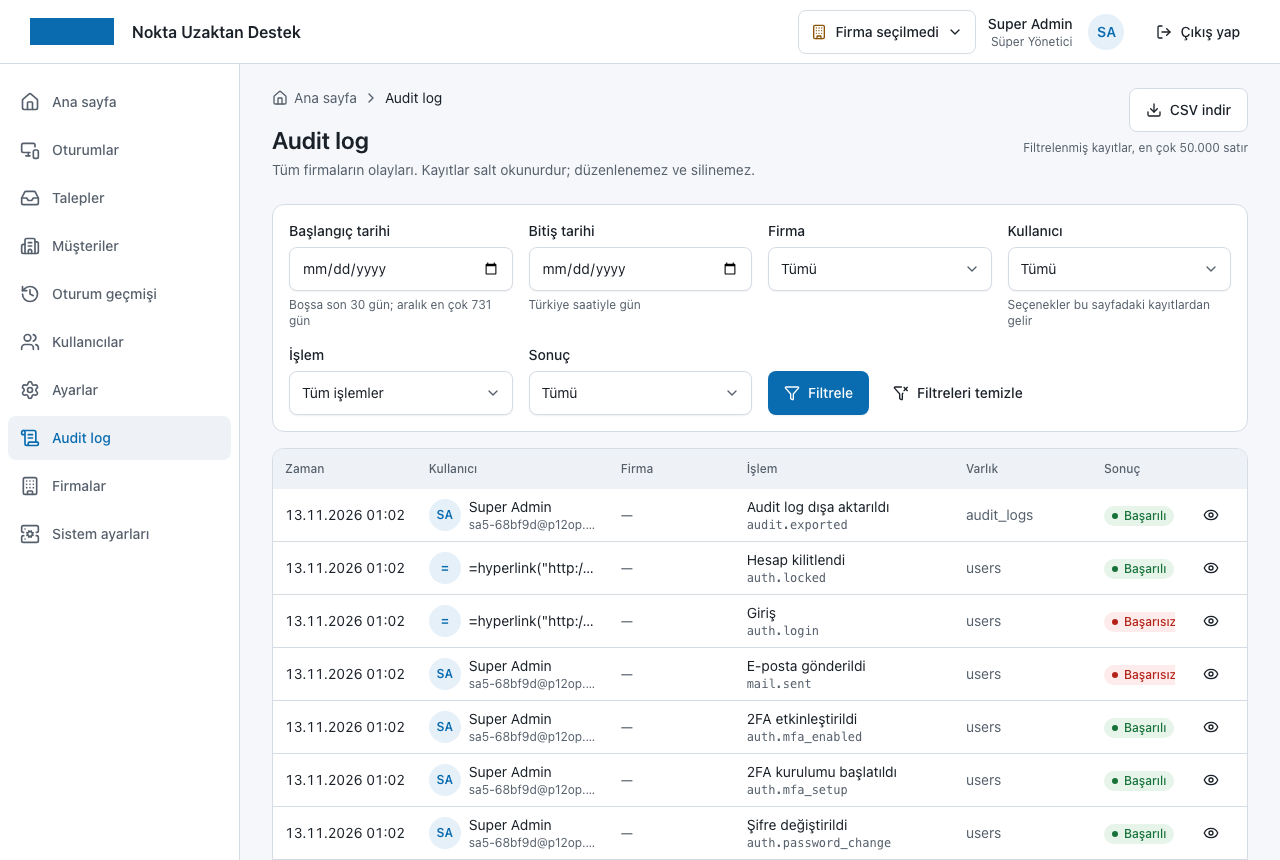 Nokta Uzaktan Destek
Firma seçilmedi
Super Admin
Süper Yönetici
SA
Çıkış yap
Ana sayfa
Oturumlar
Talepler
Müşteriler
Oturum geçmişi
Kullanıcılar
Ayarlar
Audit log
Firmalar
Sistem ayarları
Ana sayfa > Audit log
CSV indir
Audit log
Filtrelenmiş kayıtlar, en çok 50.000 satır
Tüm firmaların olayları. Kayıtlar salt okunurdur; düzenlenemez ve silinemez.
Başlangıç tarihi Bitiş tarihi Firma Kullanıcı
mm/dd/yyyy mm/dd/yyyy Tümü Tümü
Boşsa son 30 gün; aralık en çok 731
gün
Türkiye saatiyle gün
Seçenekler bu sayfadaki kayıtlardan
gelir
İşlem Sonuç
Tüm işlemler Tümü Filtrele Filtreleri temizle
Zaman Kullanıcı Firma İşlem Varlık Sonuç
13.11.2026 01:02 SA Super Admin — Audit log dışa aktarıldı audit_logs Başarılı
sa5-68bf9d@p12op.... audit.exported
13.11.2026 01:02 = =hyperlink("http:/... — Hesap kilitlendi users Başarılı
auth.locked
13.11.2026 01:02 = =hyperlink("http:/... — Giriş users Başarısız
auth.login
13.11.2026 01:02 SA Super Admin — E-posta gönderildi users Başarısız
sa5-68bf9d@p12op.... mail.sent
13.11.2026 01:02 SA Super Admin — 2FA etkinleştirildi users Başarılı
sa5-68bf9d@p12op.... auth.mfa_enabled
13.11.2026 01:02 SA Super Admin — 2FA kurulumu başlatıldı users Başarılı
sa5-68bf9d@p12op.... auth.mfa_setup
13.11.2026 01:02 SA Super Admin — Şifre değiştirildi users Başarılı
sa5-68bf9d@p12op.... auth.password_change